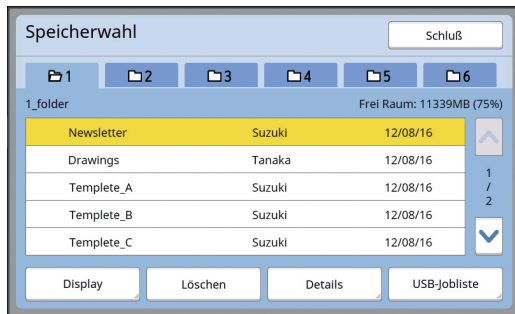 Speicherwahl Schluß
1 2 3 4 5 6
1_folder Frei Raum: 11339MB (75%)
Newsletter Suzuki 12/08/16
Drawings Tanaka 12/08/16
Templete_A Suzuki 12/08/16
Templete_B Suzuki 12/08/16
Templete_C Suzuki 12/08/16
1
/
2
Display Löschen Details USB-Jobliste